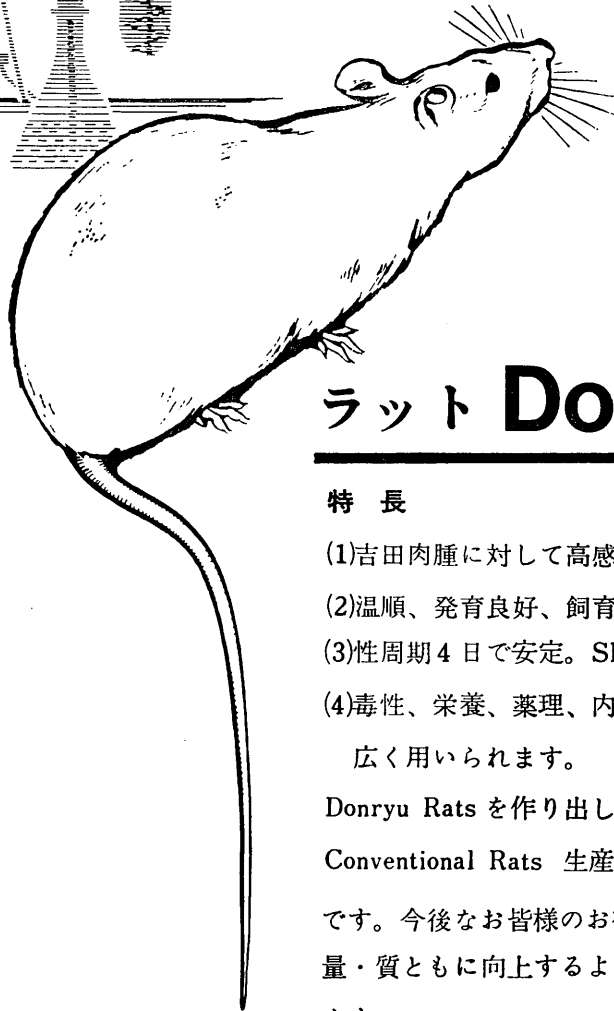 ラット Do
特 長
(1)吉田肉腫に対して高感
(2)温順、発育良好、飼育
(3)性周期4日で安定。S
(4)毒性、栄養、薬理、内
広く用いられます。
Donryu Rats を作り出し
Conventional Rats 生産
です。今後なお皆様のお
量・質ともに向上するよ